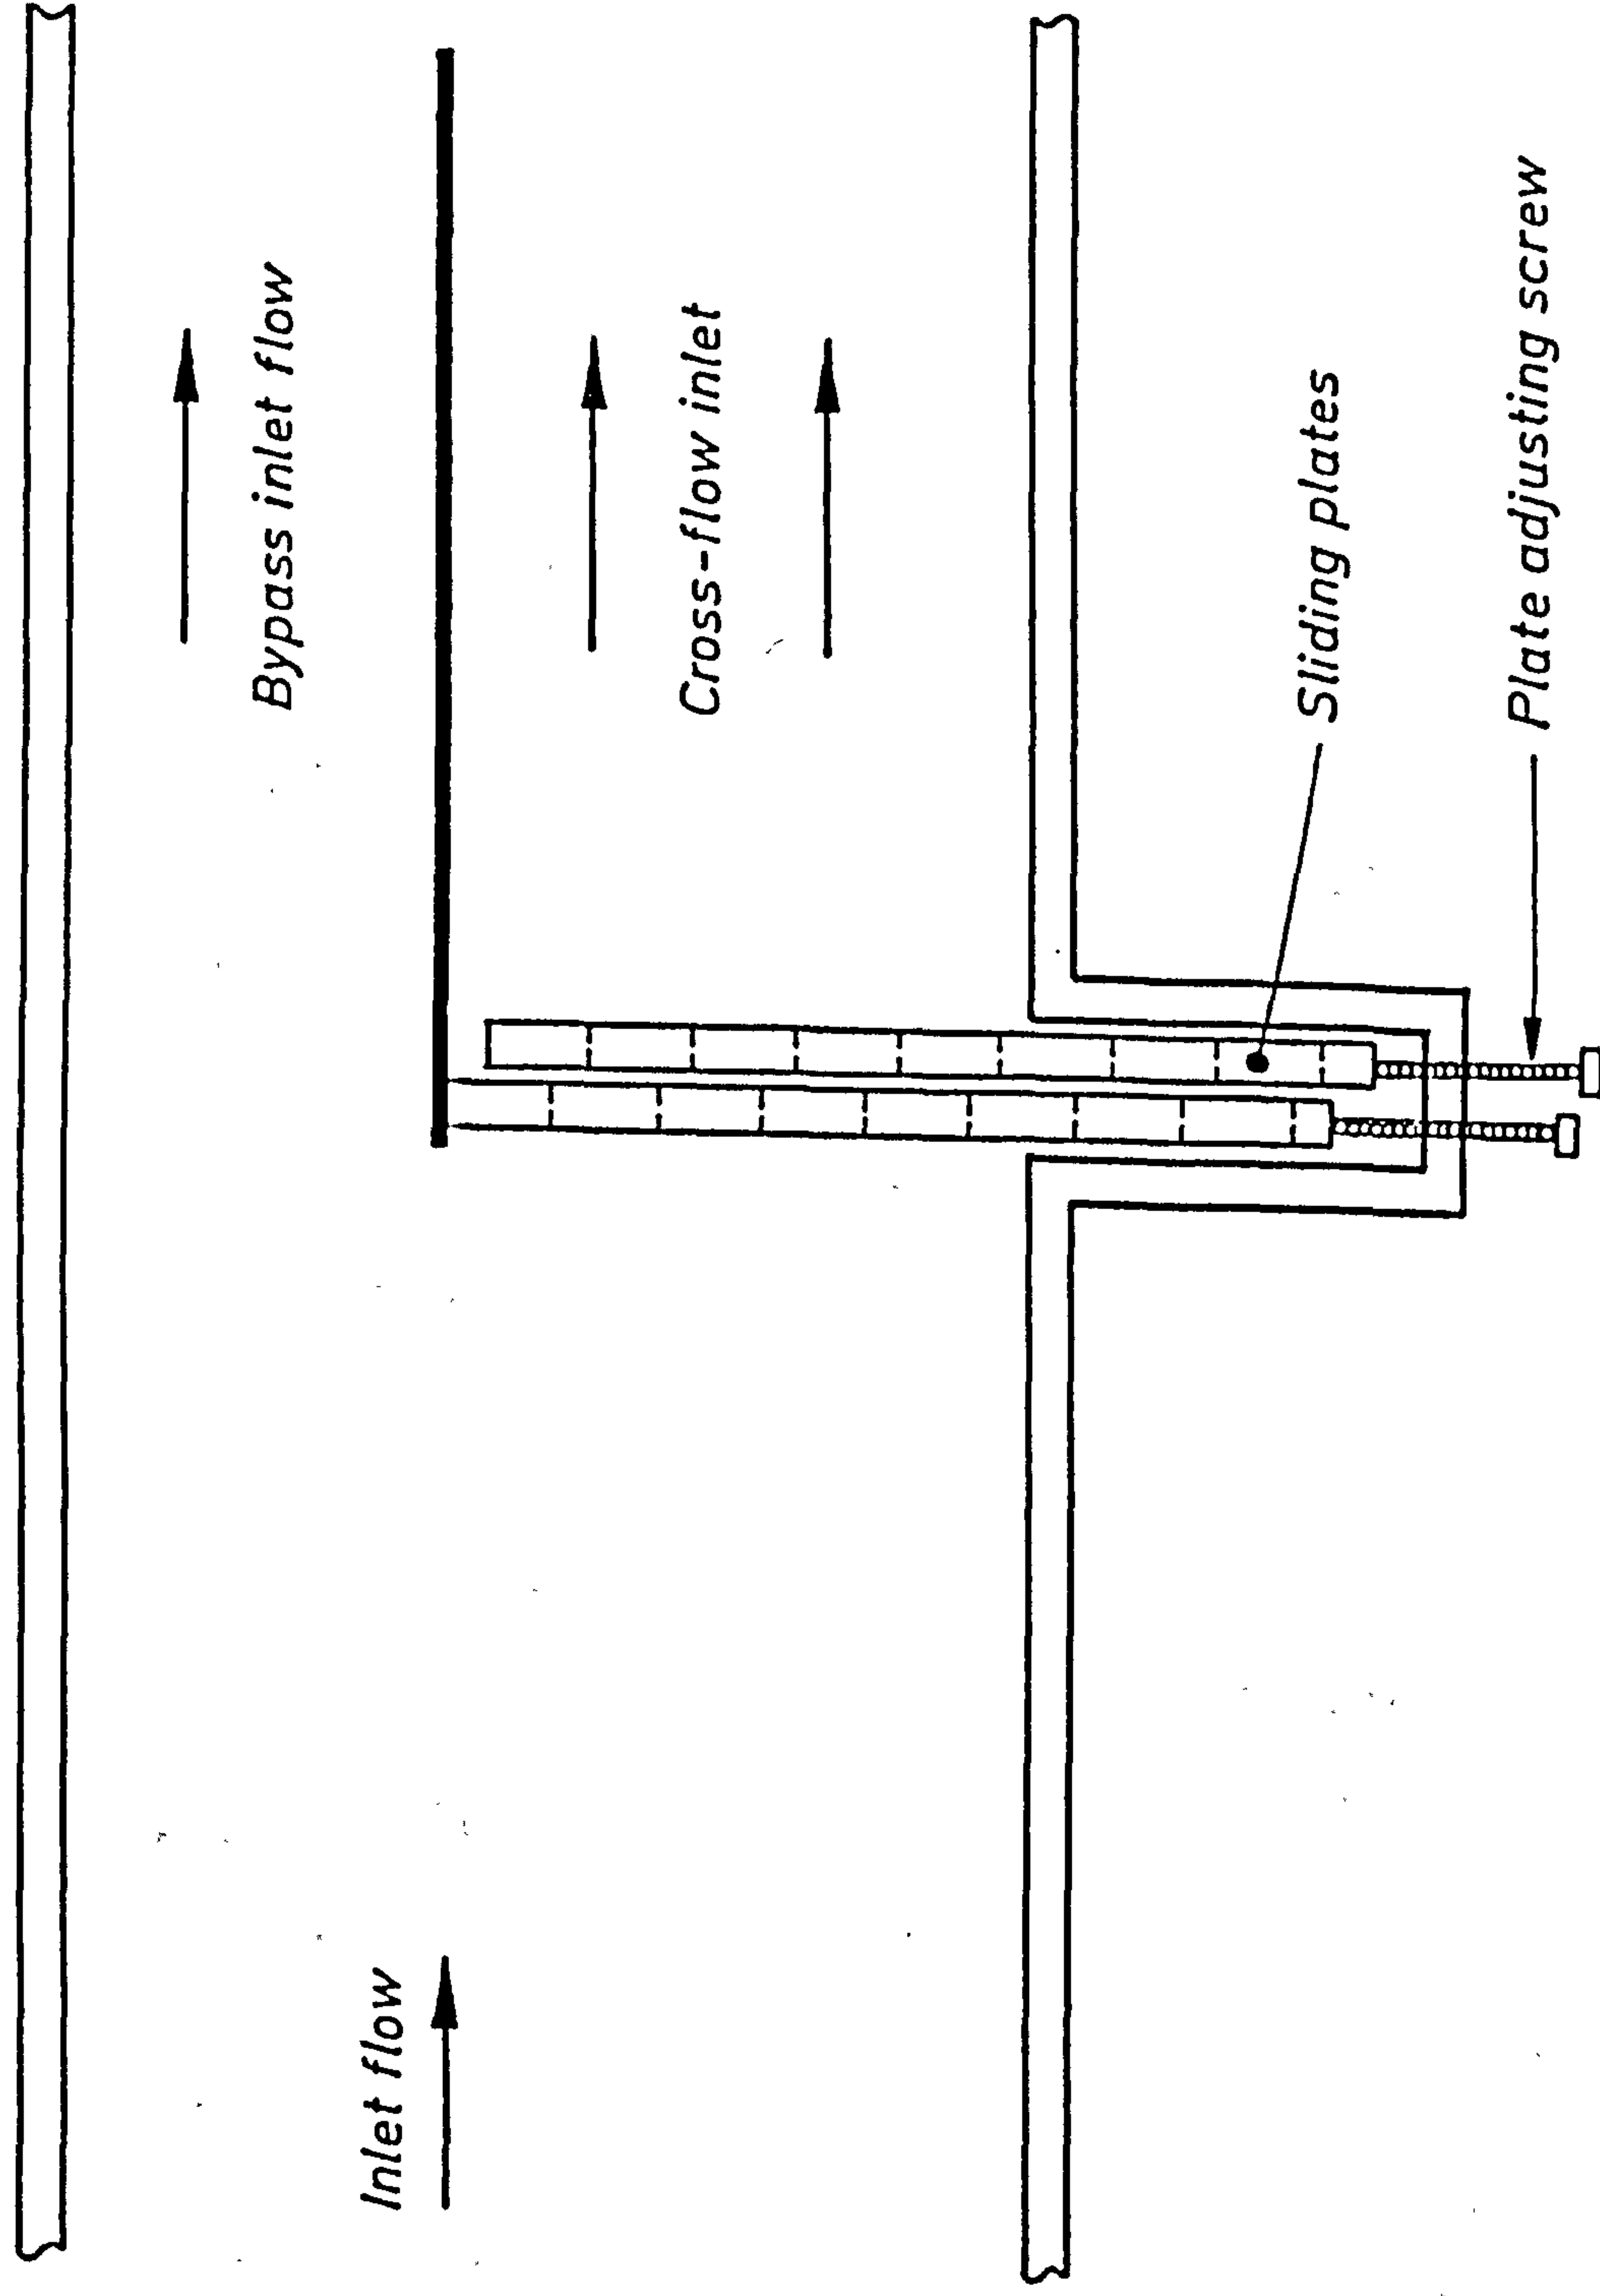 Inlet flow
Bypass inlet flow
Cross-flow inlet
Sliding plates
Plate adjusting screw